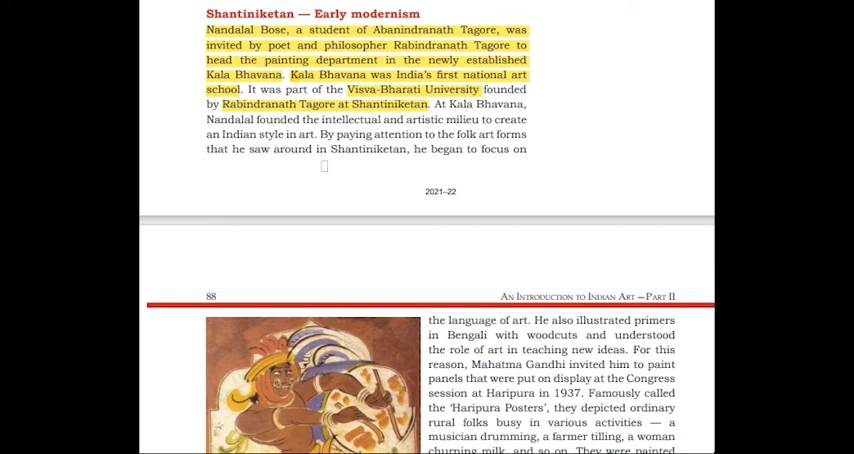 Shantiniketan — Early modernism
Nandalal Bose, a student of Abanindranath Tagore, was
invited by poet and philosopher Rabindranath Tagore to
head the painting department in the newly established
Kala Bhavana. Kala Bhavana was India's first national art
school. It was part of the Visva-Bharati University founded
by Rabindranath Tagore at Shantiniketan. At Kala Bhavana,
Nandalal founded the intellectual and artistic milieu to create
an Indian style in art. By paying attention to the folk art forms
that he saw around in Shantiniketan, he began to focus on
2021–22
88 An Introduction to Indian Art — Part II
the language of art. He also illustrated primers
in Bengali with woodcuts and understood
the role of art in teaching new ideas. For this
reason, Mahatma Gandhi invited him to paint
panels that were put on display at the Congress
session at Haripura in 1937. Famously called
the 'Haripura Posters', they depicted ordinary
rural folks busy in various activities — a
musician drumming, a farmer tilling, a woman
churning milk, and so on. They were painted